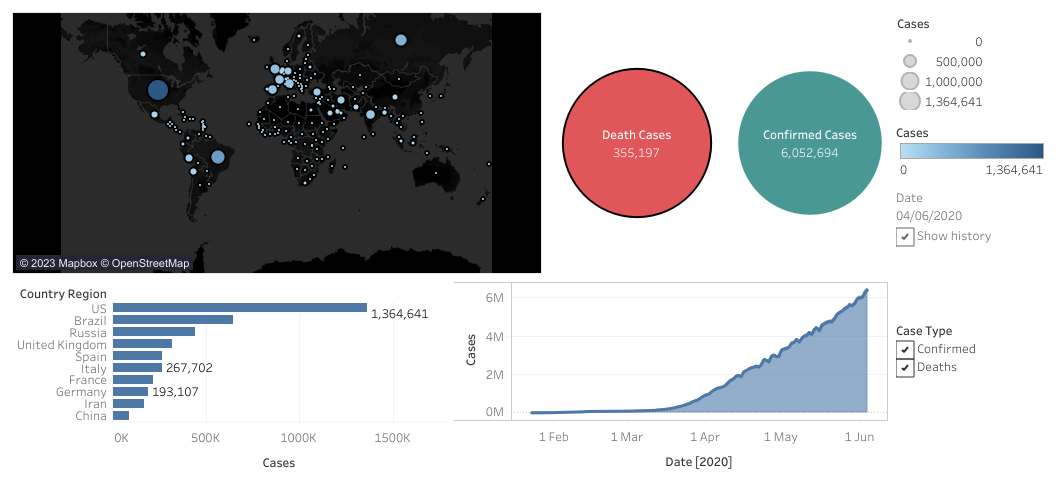 © 2023 Mapbox © OpenStreetMap
Death Cases
355,197
Confirmed Cases
6,052,694
Cases
0
500,000
1,000,000
1,364,641
Cases
0 1,364,641
Date
04/06/2020
Show history
Country Region
US 1,364,641
Brazil
Russia
United Kingdom
Spain
Italy 267,702
France
Germany 193,107
Iran
China
0K 500K 1000K 1500K
Cases
Cases
6M
4M
2M
0M
1 Feb 1 Mar 1 Apr 1 May 1 Jun
Date [2020]
Case Type
Confirmed
Deaths